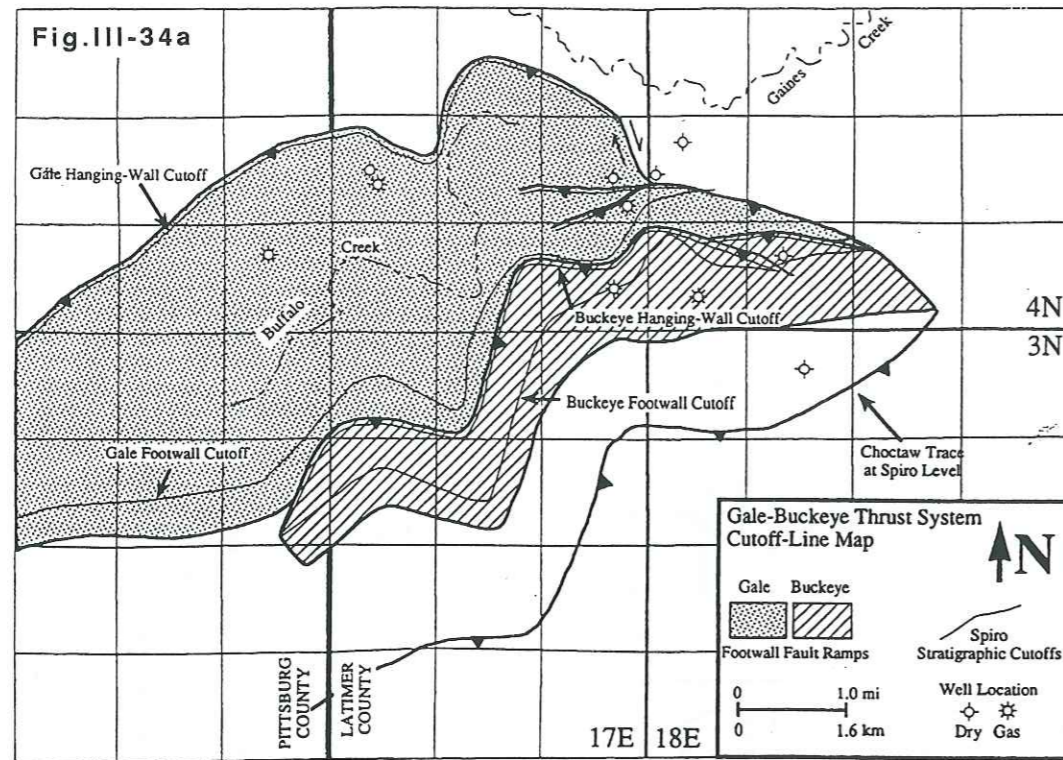 Fig.III-34a
Gaines
Creek
Gale Hanging-Wall Cutoff
Creek
Buffalo
Buckeye Hanging-Wall Cutoff
4N
3N
Buckeye Footwall Cutoff
Gale Footwall Cutoff
Choctaw Trace
at Spiro Level
Gale-Buckeye Thrust System
Cutoff-Line Map
N
Gale Buckeye
Footwall Fault Ramps
Spiro
Stratigraphic Cutoffs
0 1.0 mi
0 1.6 km
Well Location
Dry Gas
PITTSBURG
COUNTY
LATIMER
COUNTY
17E 18E